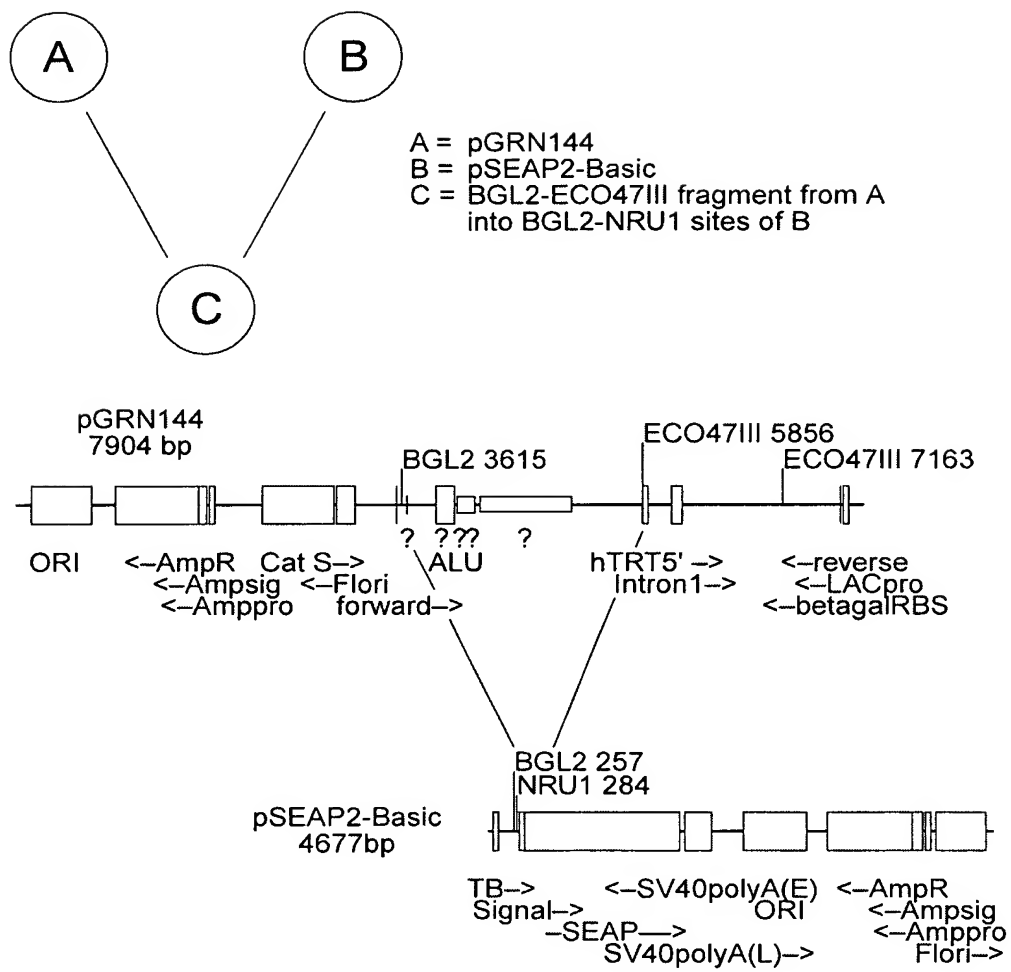 A
B
A = pGRN144
B = pSEAP2-Basic
C = BGL2-ECO47III fragment from A
into BGL2-NRU1 sites of B
C
pGRN144
7904 bp
ECO47III 5856
BGL2 3615
ECO47III 7163
? ??? ?
ORI
<–AmpR
Cat S–>
ALU
hTRT5' –>
<–reverse
<–Ampsig
<–Flori
Intron1–>
<–LACpro
<–Amppro
forward–>
<–betagalRBS
BGL2 257
NRU1 284
pSEAP2-Basic
4677bp
TB–>
<–SV40polyA(E)
<–AmpR
Signal–>
ORI
<–Ampsig
–SEAP—>
<–Amppro
SV40polyA(L)–>
Flori–>